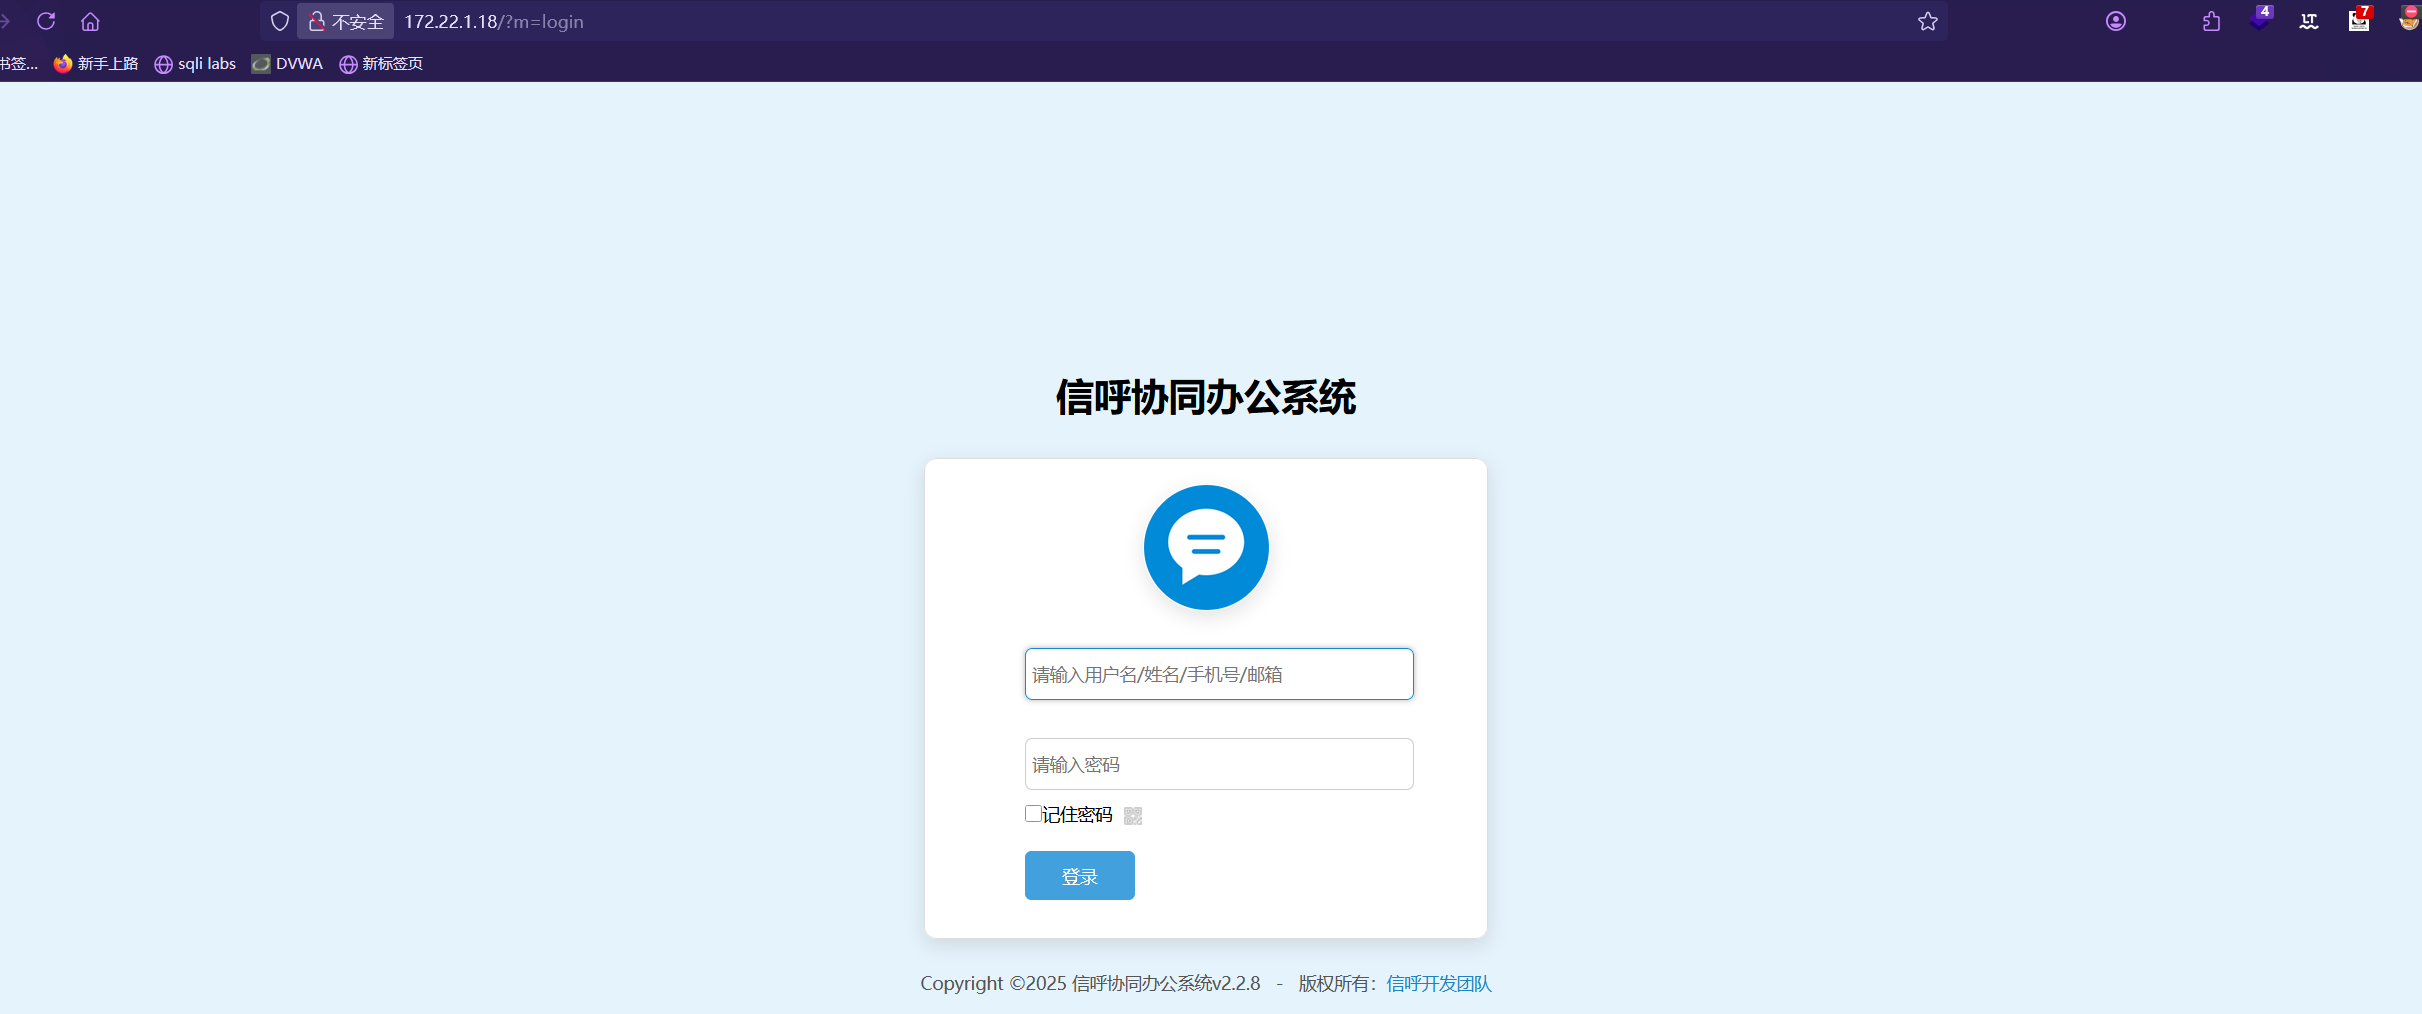 不安全 172.22.1.18/?m=login 4 LT 7
书签... 新手上路 sqli labs DVWA 新标签页
信呼协同办公系统
请输入用户名/姓名/手机号/邮箱
请输入密码
记住密码
登录
Copyright ©2025 信呼协同办公系统v2.2.8 - 版权所有：信呼开发团队